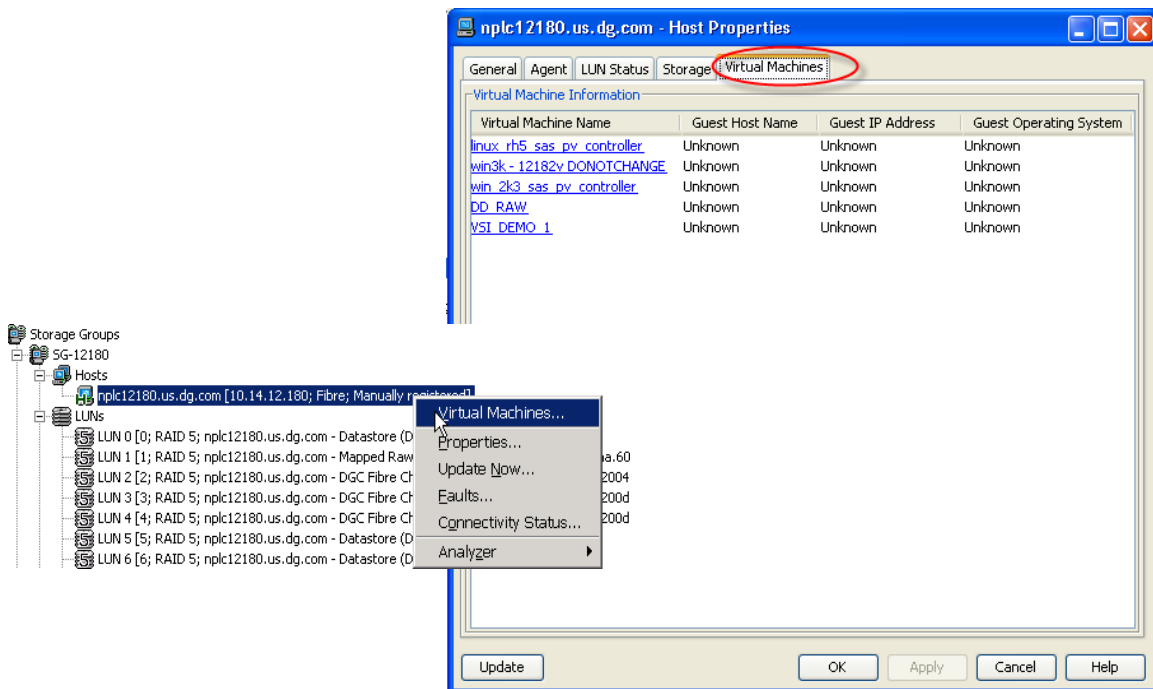 nplc12180.us.dg.com - Host Properties
General Agent LUN Status Storage Virtual Machines
Virtual Machine Information
Virtual Machine Name Guest Host Name Guest IP Address Guest Operating System
linux_rh5_sas_pv_controller Unknown Unknown Unknown
win3k - 12182v DONOTCHANGE Unknown Unknown Unknown
win_2k3_sas_pv_controller Unknown Unknown Unknown
DD_RAW Unknown Unknown Unknown
VSI_DEMO_1 Unknown Unknown Unknown
Storage Groups
SG-12180
Hosts
nplc12180.us.dg.com [10.14.12.180; Fibre; Manually registered]
LUNs
LUN 0 [0; RAID 5; nplc12180.us.dg.com - Datastore (D
LUN 1 [1; RAID 5; nplc12180.us.dg.com - Mapped Raw a.60
LUN 2 [2; RAID 5; nplc12180.us.dg.com - DGC Fibre Ch 2004
LUN 3 [3; RAID 5; nplc12180.us.dg.com - DGC Fibre Ch 200d
LUN 4 [4; RAID 5; nplc12180.us.dg.com - DGC Fibre Ch 200d
LUN 5 [5; RAID 5; nplc12180.us.dg.com - Datastore (D
LUN 6 [6; RAID 5; nplc12180.us.dg.com - Datastore (D
Virtual Machines...
Properties...
Update Now...
Faults...
Connectivity Status...
Analyzer
Update OK Apply Cancel Help